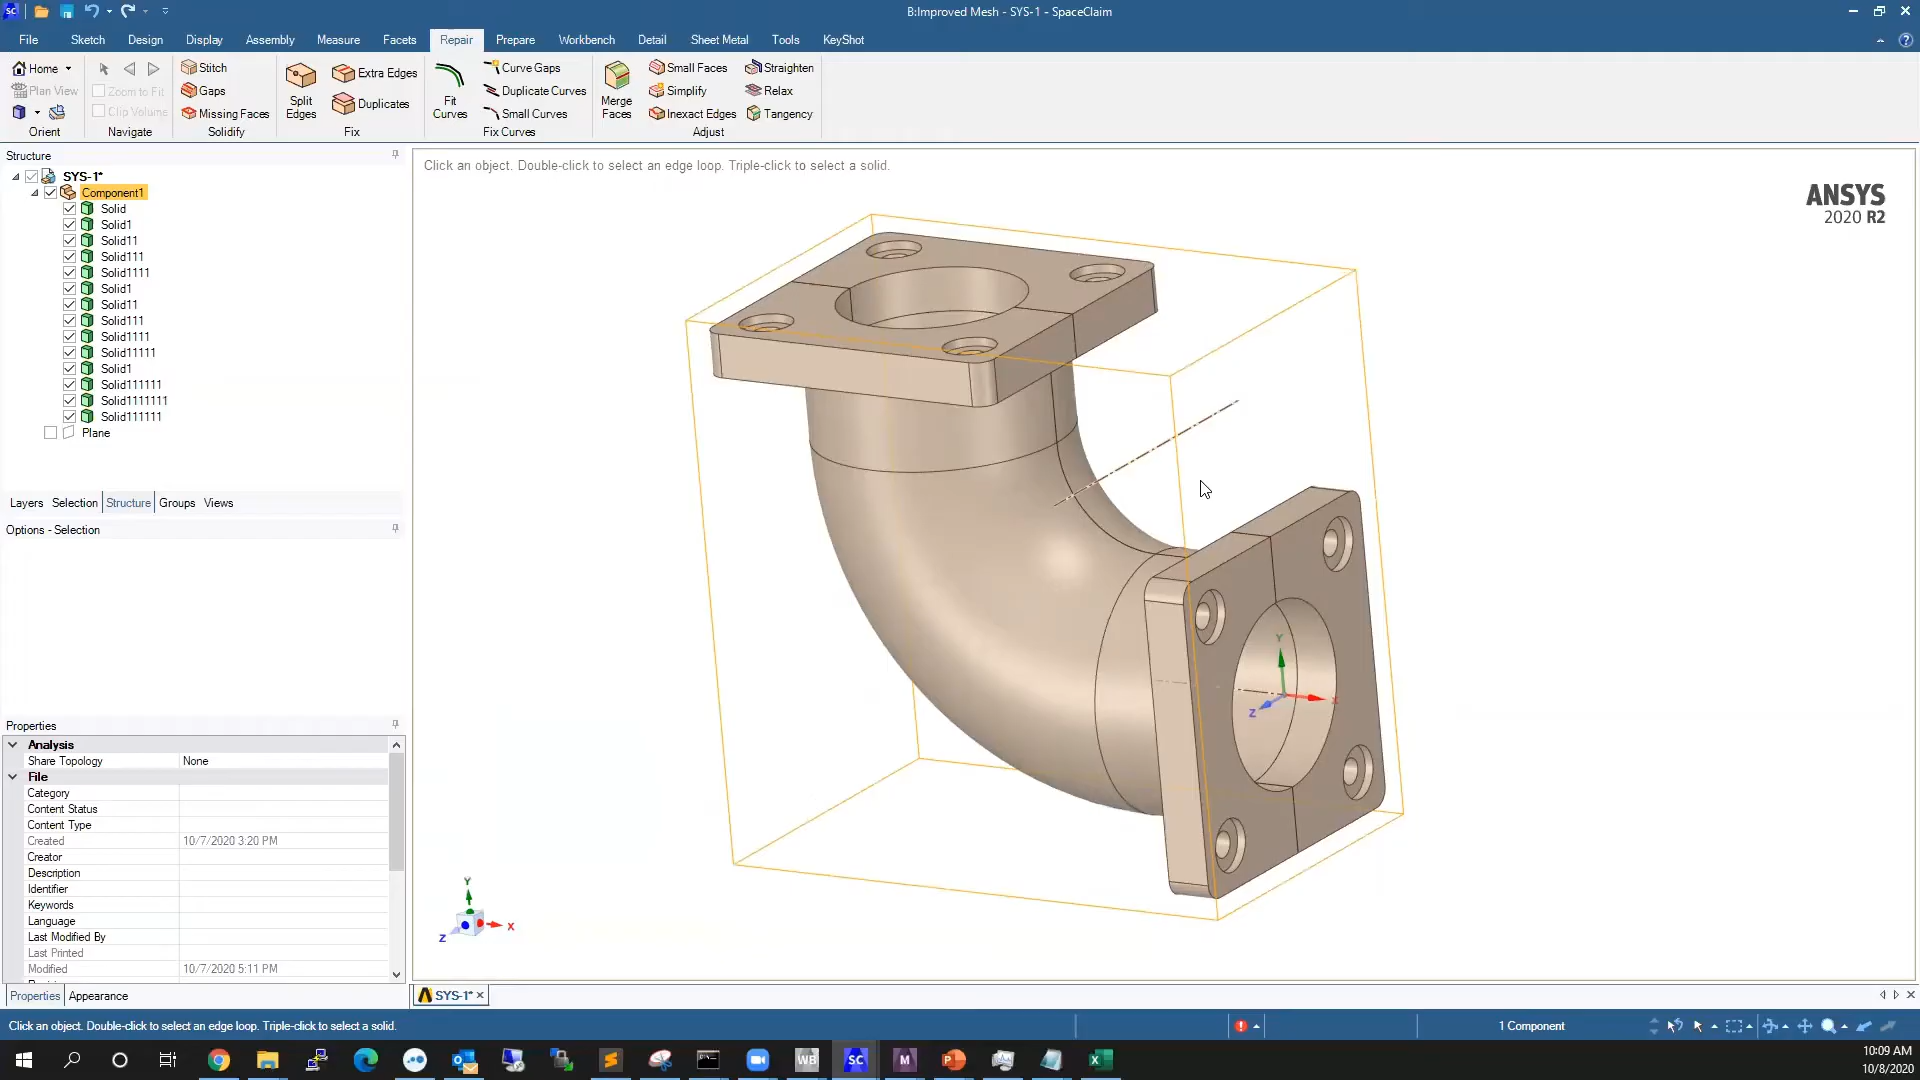 B:Improved Mesh - SYS-1 - SpaceClaim
File Sketch Design Display Assembly Measure Facets Repair Prepare Workbench Detail Sheet Metal Tools KeyShot
Home
Plan View
Orient
Zoom to Fit
Clip Volume
Navigate
Stitch
Gaps
Missing Faces
Solidify
Split
Edges
Extra Edges
Duplicates
Fix
Fit
Curves
Curve Gaps
Duplicate Curves
Small Curves
Fix Curves
Merge
Faces
Small Faces
Simplify
Inexact Edges
Straighten
Relax
Tangency
Adjust
Structure
SYS-1*
Component1
Solid
Solid1
Solid11
Solid111
Solid1111
Solid1
Solid11
Solid111
Solid1111
Solid11111
Solid1
Solid111111
Solid1111111
Solid111111
Plane
Layers Selection Structure Groups Views
Options - Selection
Properties
Analysis
Share Topology None
File
Category
Content Status
Content Type
Created 10/7/2020 3:20 PM
Creator
Description
Identifier
Keywords
Language
Last Modified By
Last Printed
Modified 10/7/2020 5:11 PM
Properties Appearance
Click an object. Double-click to select an edge loop. Triple-click to select a solid.
ANSYS
2020 R2
Y
X
Z
Y
X
Z
SYS-1*
Click an object. Double-click to select an edge loop. Triple-click to select a solid.
1 Component
WB
SC
M
10:09 AM
10/8/2020